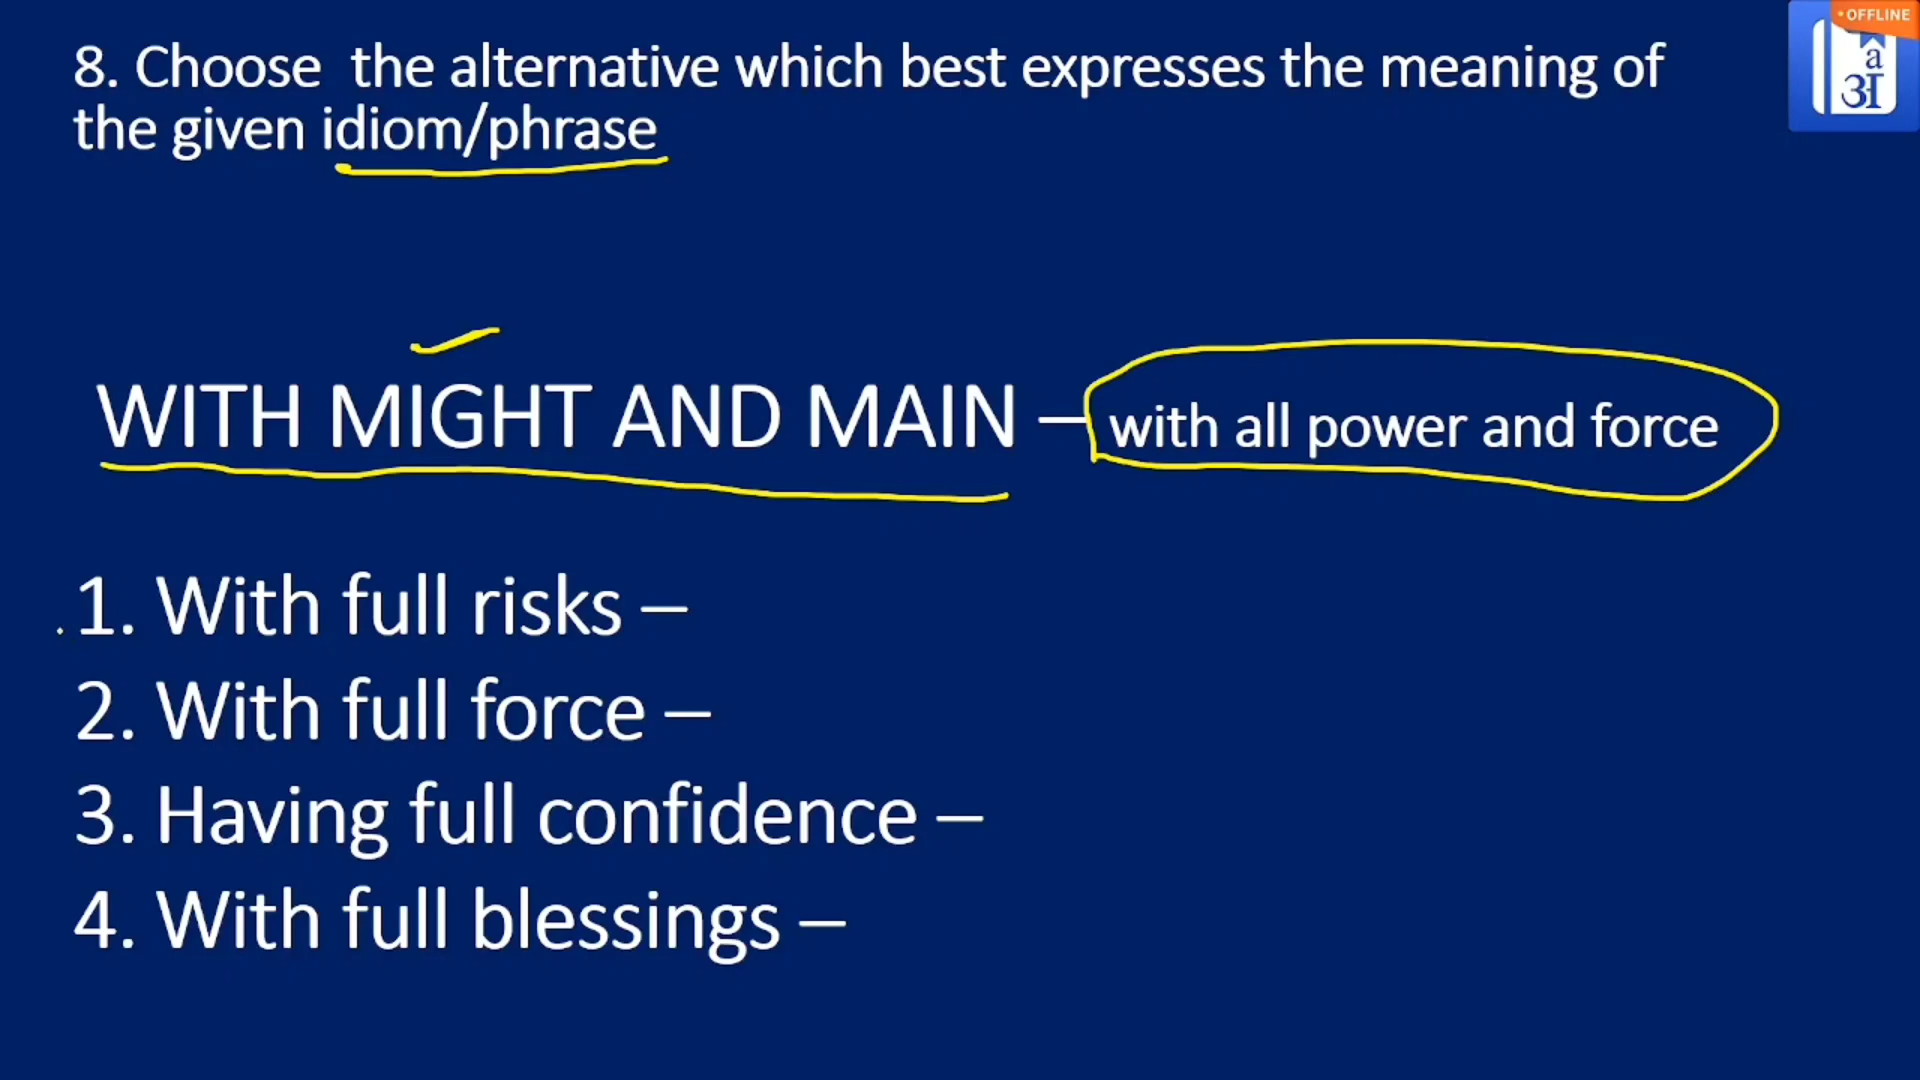 • OFFLINE
a
अ
8. Choose the alternative which best expresses the meaning of
the given idiom/phrase
WITH MIGHT AND MAIN – with all power and force
1. With full risks –
2. With full force –
3. Having full confidence –
4. With full blessings –